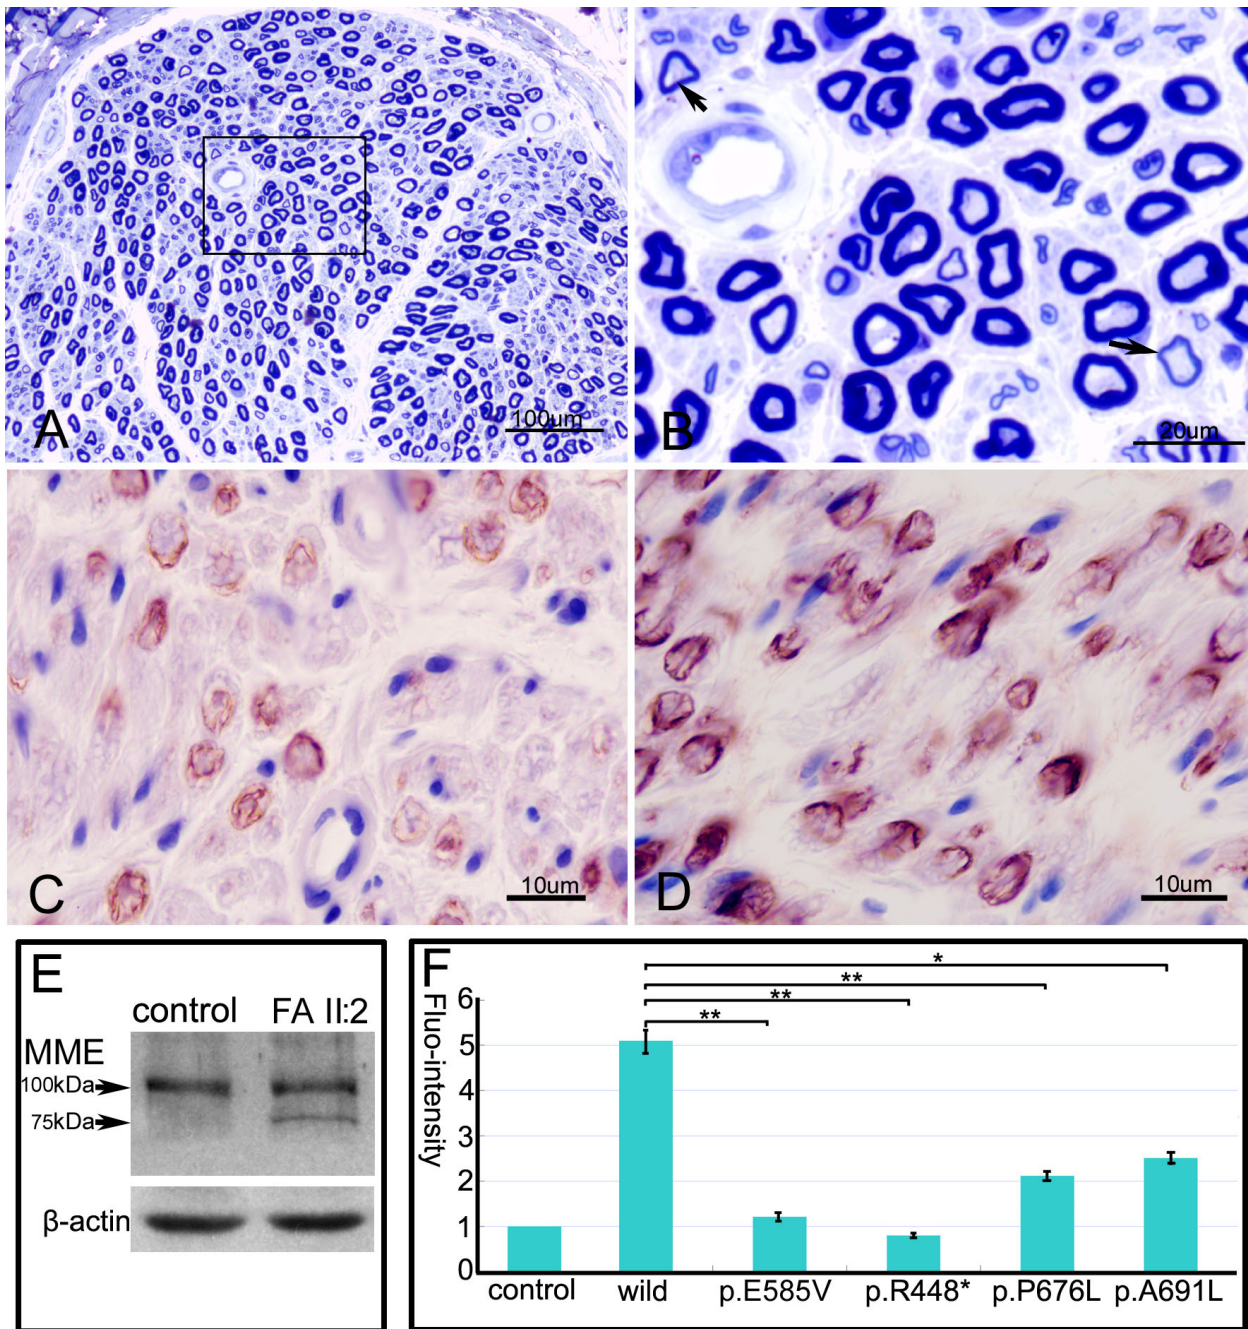 A
100um
B
20um
C
10um
D
10um
E
control FA II:2
MME
100kDa
75kDa
β-actin
F
Fluo-intensity
*
**
**
**
6
5
4
3
2
1
0
control wild p.E585V p.R448* p.P676L p.A691L